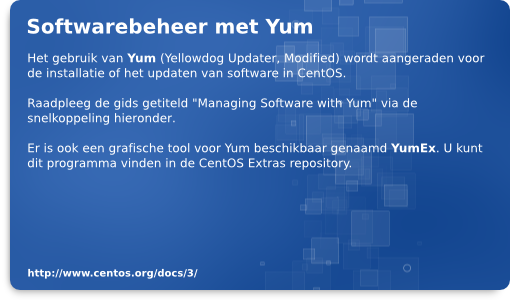 Softwarebeheer met Yum
Het gebruik van Yum (Yellowdog Updater, Modified) wordt aangeraden voor
de installatie of het updaten van software in CentOS.
Raadpleeg de gids getiteld "Managing Software with Yum" via de
snelkoppeling hieronder.
Er is ook een grafische tool voor Yum beschikbaar genaamd YumEx. U kunt
dit programma vinden in de CentOS Extras repository.
http://www.centos.org/docs/3/